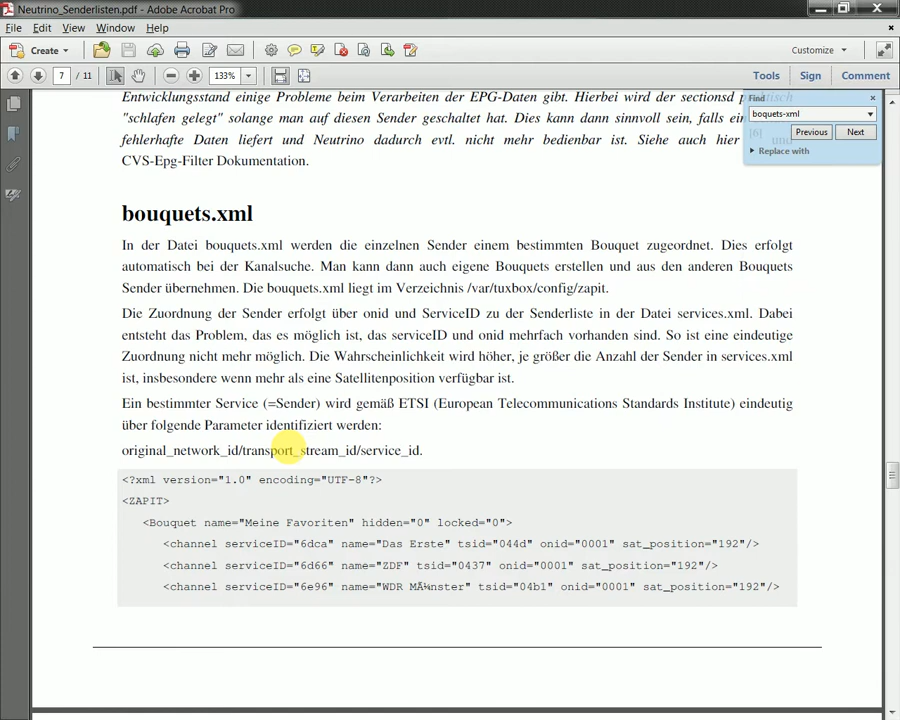 Neutrino_Senderlisten.pdf - Adobe Acrobat Pro
File Edit View Window Help
Create Customize
7 / 11 133% Tools Sign Comment
Find
boquets-xml
Previous Next
Replace with
Entwicklungsstand einige Probleme beim Verarbeiten der EPG-Daten gibt. Hierbei wird der sectionsd praktisch
"schlafen gelegt" solange man auf diesen Sender geschaltet hat. Dies kann dann sinnvoll sein, falls ein
fehlerhafte Daten liefert und Neutrino dadurch evtl. nicht mehr bedienbar ist. Siehe auch hier [6] und
CVS-Epg-Filter Dokumentation.
bouquets.xml
In der Datei bouquets.xml werden die einzelnen Sender einem bestimmten Bouquet zugeordnet. Dies erfolgt
automatisch bei der Kanalsuche. Man kann dann auch eigene Bouquets erstellen und aus den anderen Bouquets
Sender übernehmen. Die bouquets.xml liegt im Verzeichnis /var/tuxbox/config/zapit.
Die Zuordnung der Sender erfolgt über onid und ServiceID zu der Senderliste in der Datei services.xml. Dabei
entsteht das Problem, das es möglich ist, das serviceID und onid mehrfach vorhanden sind. So ist eine eindeutige
Zuordnung nicht mehr möglich. Die Wahrscheinlichkeit wird höher, je größer die Anzahl der Sender in services.xml
ist, insbesondere wenn mehr als eine Satellitenposition verfügbar ist.
Ein bestimmter Service (=Sender) wird gemäß ETSI (European Telecommunications Standards Institute) eindeutig
über folgende Parameter identifiziert werden:
original_network_id/transport_stream_id/service_id.
<?xml version="1.0" encoding="UTF-8"?>
<ZAPIT>
<Bouquet name="Meine Favoriten" hidden="0" locked="0">
<channel serviceID="6dca" name="Das Erste" tsid="044d" onid="0001" sat_position="192"/>
<channel serviceID="6d66" name="ZDF" tsid="0437" onid="0001" sat_position="192"/>
<channel serviceID="6e96" name="WDR MÃ¼nster" tsid="04b1" onid="0001" sat_position="192"/>